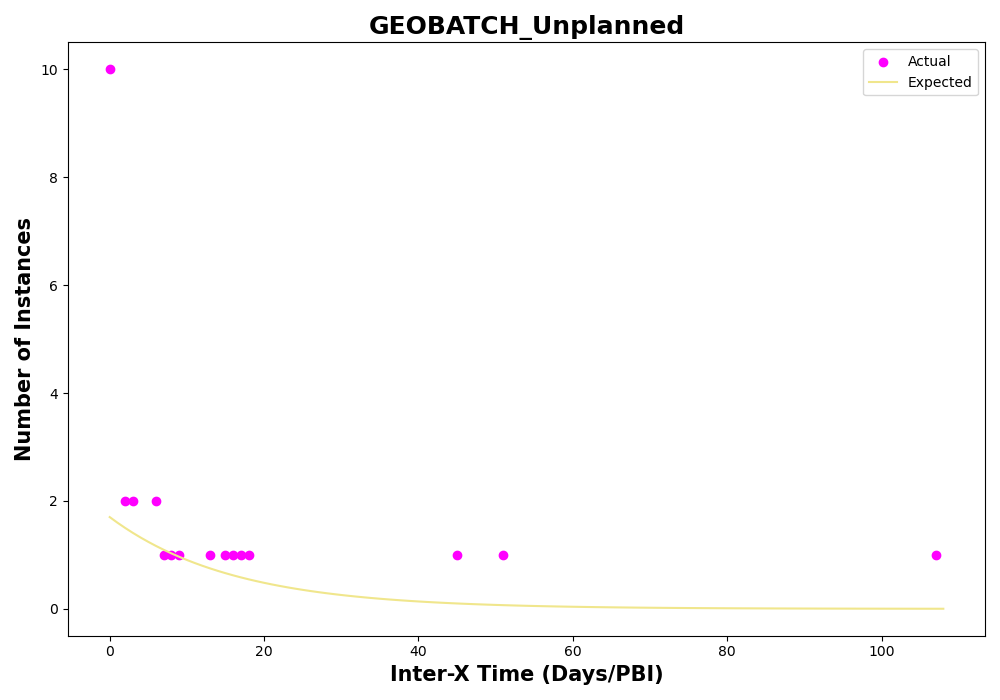 GEOBATCH_Unplanned
Actual
Expected
10
8
6
4
2
0
Number of Instances
0 20 40 60 80 100
Inter-X Time (Days/PBI)